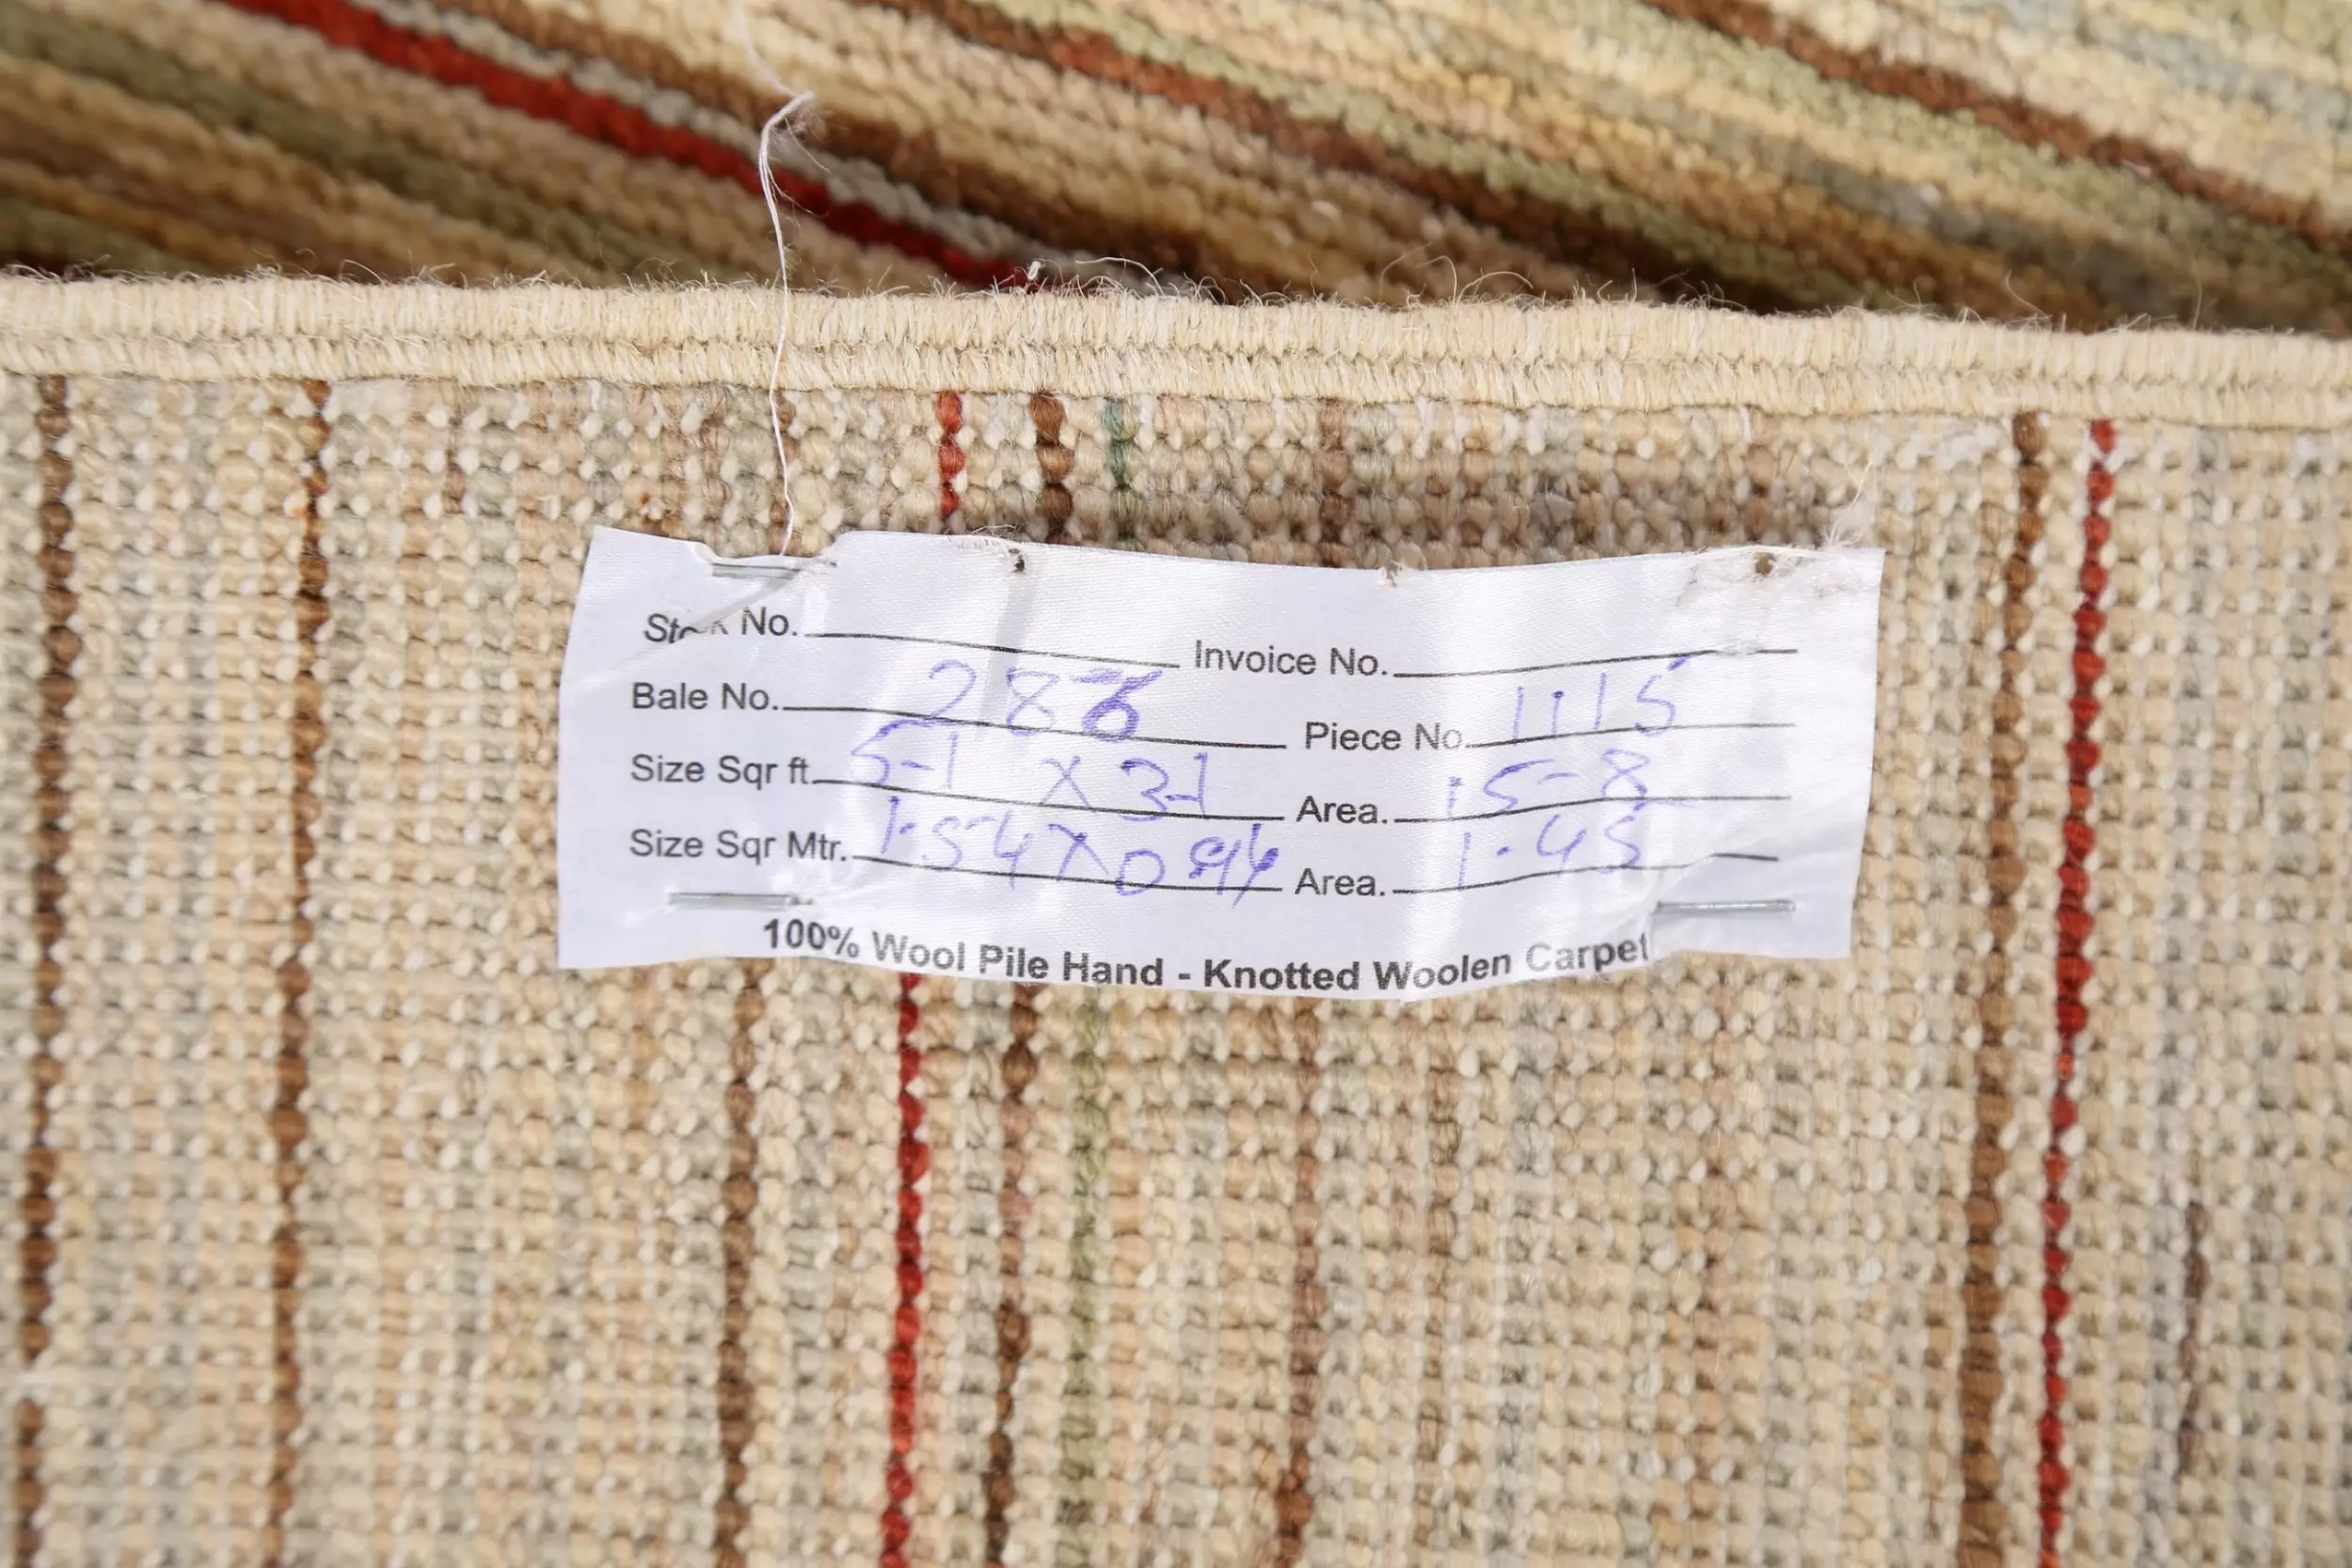 Stock No. Invoice No.
Bale No. 286 Piece No. 1115
Size Sqr ft. 5-1 X 3-1 Area. 15-8
Size Sqr Mtr. 1.54 X 0.94 Area. 1.45
100% Wool Pile Hand - Knotted Woolen Carpet